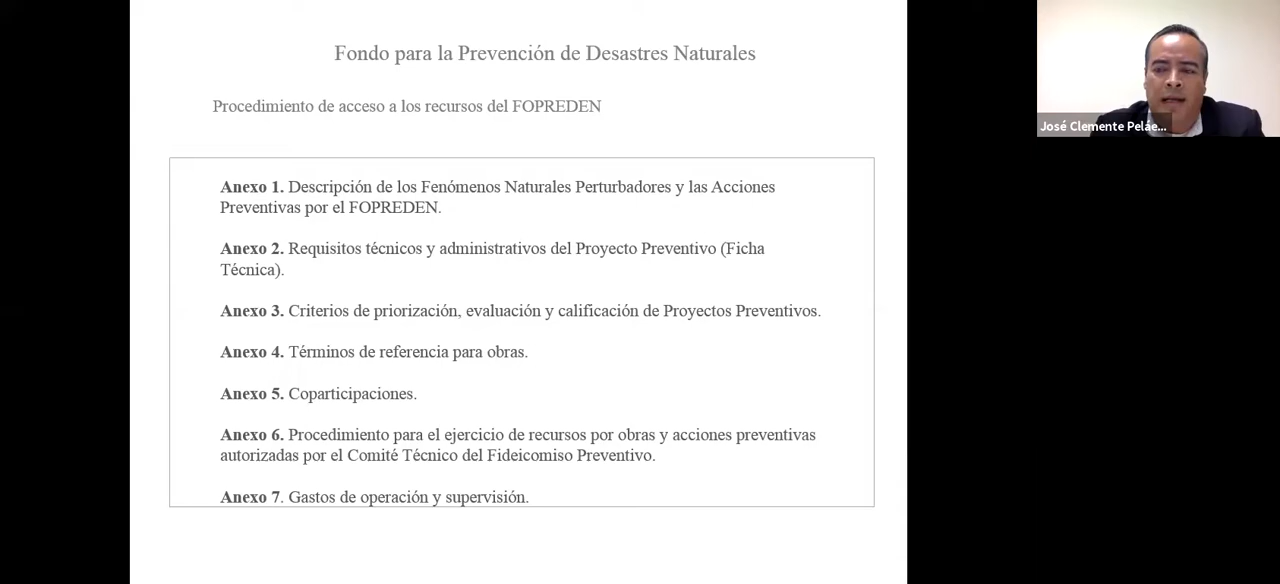 Fondo para la Prevención de Desastres Naturales
Procedimiento de acceso a los recursos del FOPREDEN
Anexo 1. Descripción de los Fenómenos Naturales Perturbadores y las Acciones
Preventivas por el FOPREDEN.
Anexo 2. Requisitos técnicos y administrativos del Proyecto Preventivo (Ficha
Técnica).
Anexo 3. Criterios de priorización, evaluación y calificación de Proyectos Preventivos.
Anexo 4. Términos de referencia para obras.
Anexo 5. Coparticipaciones.
Anexo 6. Procedimiento para el ejercicio de recursos por obras y acciones preventivas
autorizadas por el Comité Técnico del Fideicomiso Preventivo.
Anexo 7. Gastos de operación y supervisión.
José Clemente Peláe...